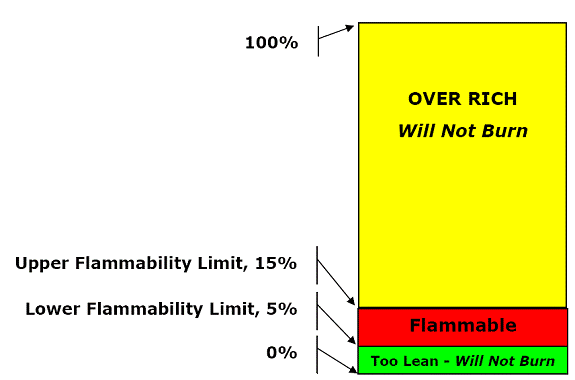 100%
OVER RICH
Will Not Burn
Upper Flammability Limit, 15%
Lower Flammability Limit, 5%
Flammable
0%
Too Lean - Will Not Burn